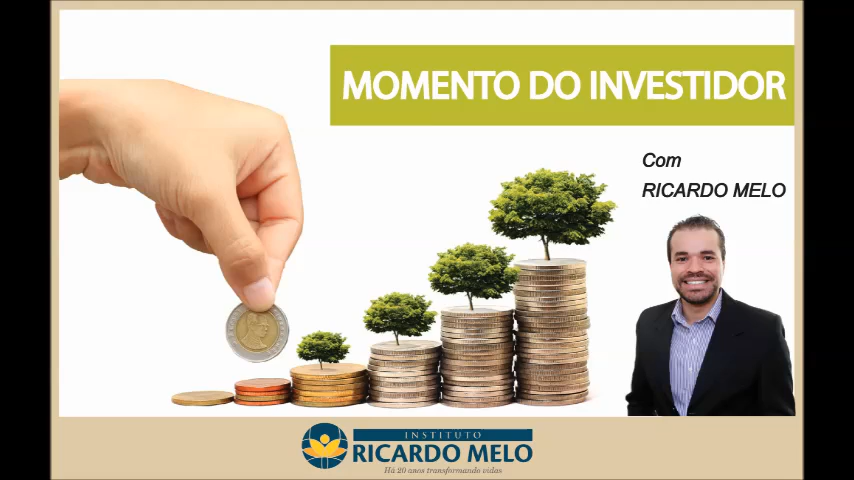 MOMENTO DO INVESTIDOR
Com
RICARDO MELO
INSTITUTO
RICARDO MELO
Há 20 anos transformando vidas